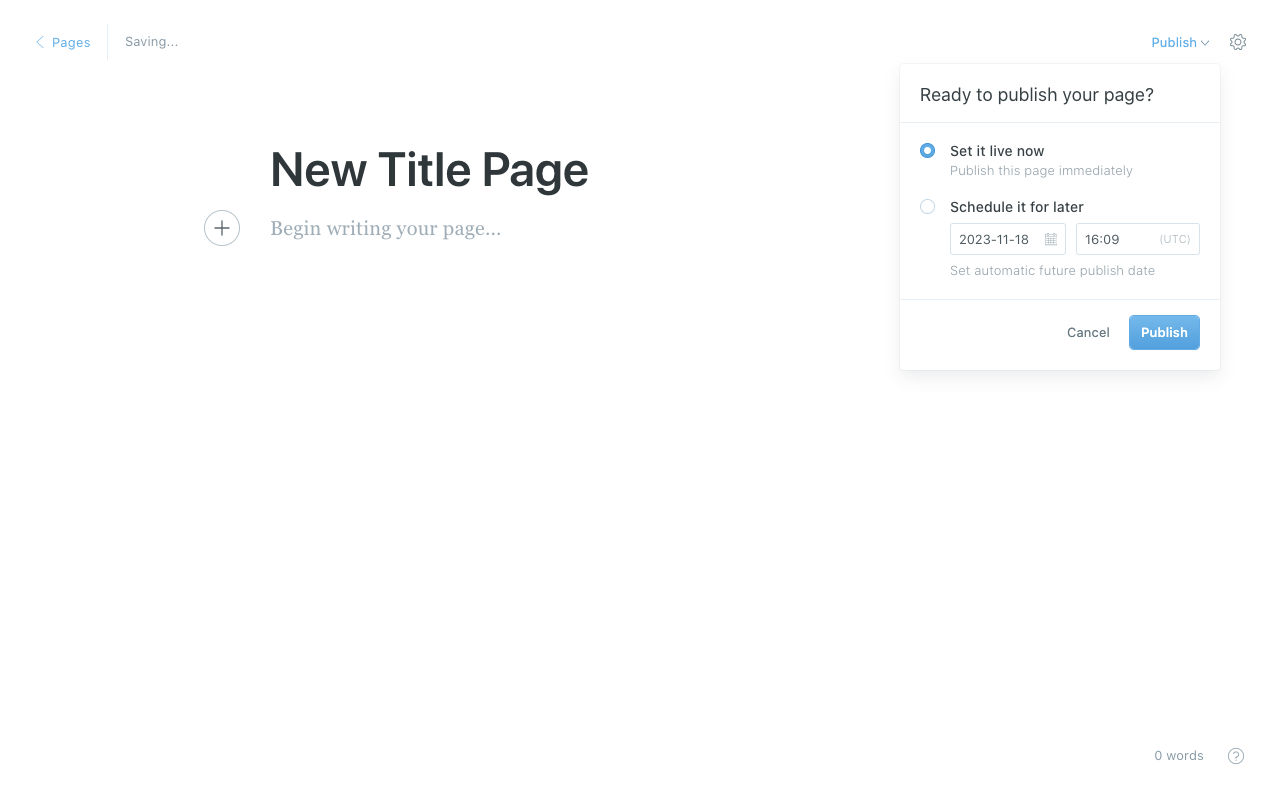 Pages
Saving...
Publish
Ready to publish your page?
Set it live now
Publish this page immediately
Schedule it for later
2023-11-18
16:09 (UTC)
Set automatic future publish date
Cancel
Publish
New Title Page
Begin writing your page...
0 words
?